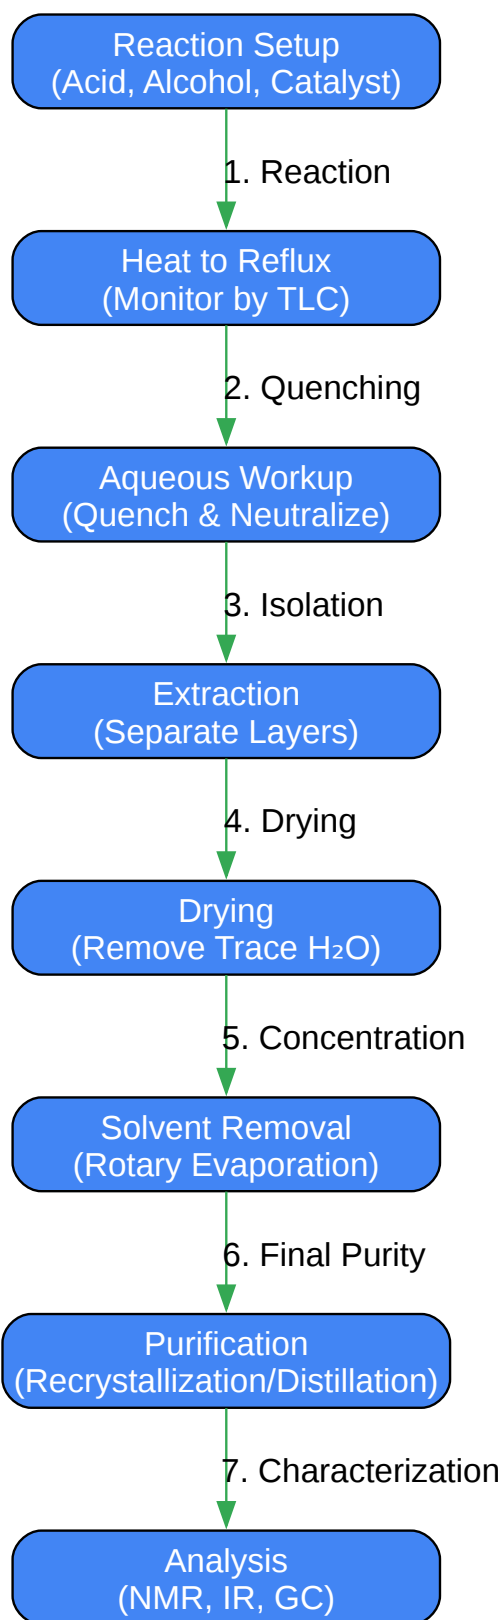 Reaction Setup
(Acid, Alcohol, Catalyst)
1. Reaction
Heat to Reflux
(Monitor by TLC)
2. Quenching
Aqueous Workup
(Quench & Neutralize)
3. Isolation
Extraction
(Separate Layers)
4. Drying
Drying
(Remove Trace H₂O)
5. Concentration
Solvent Removal
(Rotary Evaporation)
6. Final Purity
Purification
(Recrystallization/Distillation)
7. Characterization
Analysis
(NMR, IR, GC)